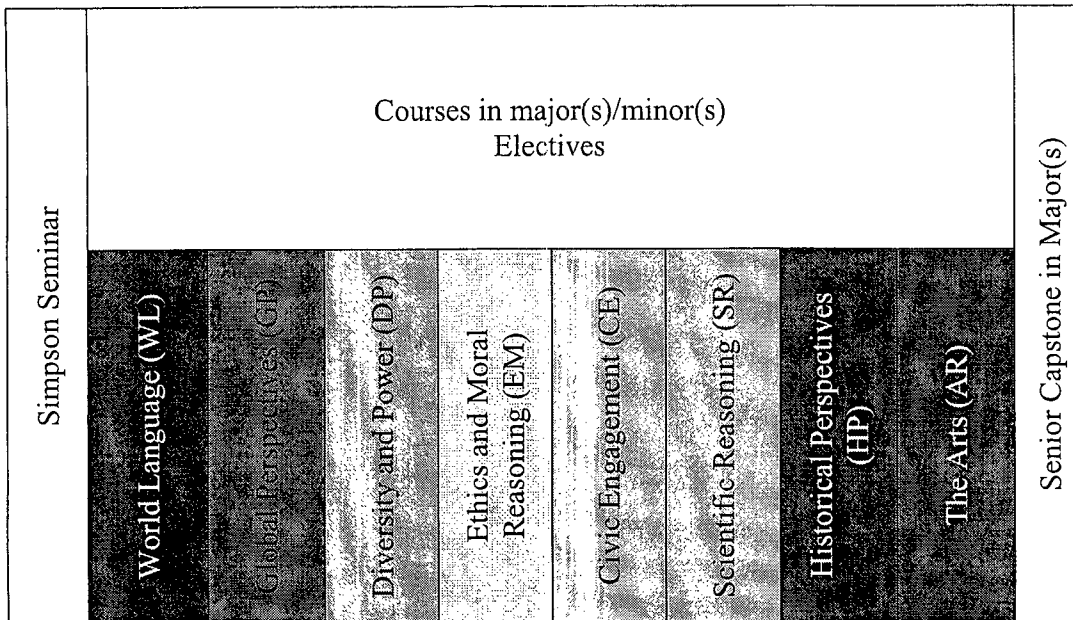 Simpson Seminar
Courses in major(s)/minor(s)
Electives
World Language (WL)
Global Perspectives (GP)
Diversity and Power (DP)
Ethics and Moral
Reasoning (EM)
Civic Engagement (CE)
Scientific Reasoning (SR)
Historical Perspectives
(HP)
The Arts (AR)
Senior Capstone in Major(s)